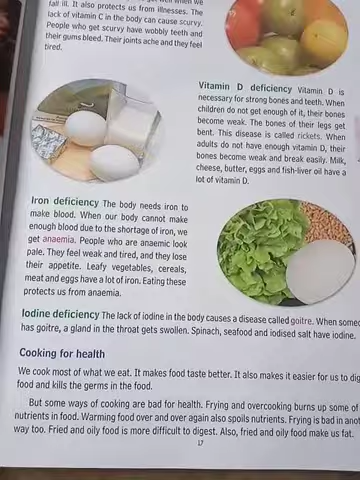 fall ill. It also protects us from illnesses. The
lack of vitamin C in the body can cause scurvy.
People who get scurvy have wobbly teeth and
their gums bleed. Their joints ache and they feel
tired.
Vitamin D deficiency Vitamin D is
necessary for strong bones and teeth. When
children do not get enough of it, their bones
become weak. The bones of their legs get
bent. This disease is called rickets. When
adults do not have enough vitamin D, their
bones become weak and break easily. Milk,
cheese, butter, eggs and fish-liver oil have a
lot of vitamin D.
Iron deficiency The body needs iron to
make blood. When our body cannot make
enough blood due to the shortage of iron, we
get anaemia. People who are anaemic look
pale. They feel weak and tired, and they lose
their appetite. Leafy vegetables, cereals,
meat and eggs have a lot of iron. Eating these
protects us from anaemia.
Iodine deficiency The lack of iodine in the body causes a disease called goitre. When
has goitre, a gland in the throat gets swollen. Spinach, seafood and iodised salt have iodine.
Cooking for health
We cook most of what we eat. It makes food taste better. It also makes it easier for us to
food and kills the germs in the food.
But some ways of cooking are bad for health. Frying and overcooking burns up some of
nutrients in food. Warming food over and over again also spoils nutrients. Frying is bad in
way too. Fried and oily food is more difficult to digest. Also, fried and oily food make us fat.
17